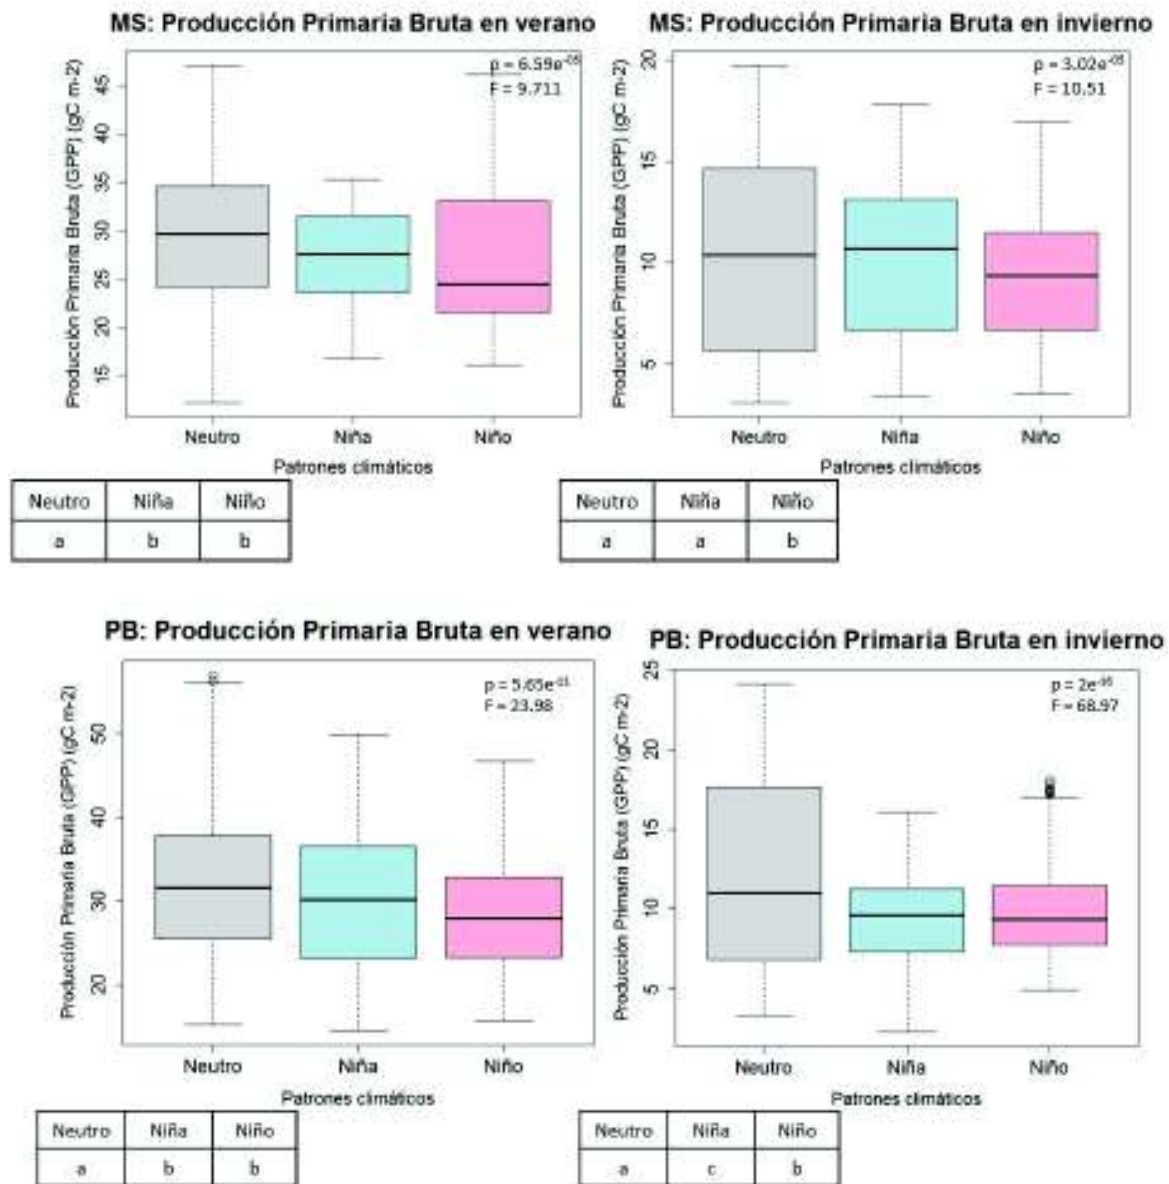 MS: Producción Primaria Bruta en verano
p = 6.59e-05
F = 9.711
Producción Primaria Bruta (GPP) (gC m-2)
45
40
35
30
25
20
15
Neutro Niña Niño
Patrones climáticos
Neutro Niña Niño
a b b
MS: Producción Primaria Bruta en invierno
p = 3.02e-05
F = 10.51
Producción Primaria Bruta (GPP) (gC m-2)
20
15
10
5
Neutro Niña Niño
Patrones climáticos
Neutro Niña Niño
a a b
PB: Producción Primaria Bruta en verano
p = 5.65e
F = 23.98
Producción Primaria Bruta (GPP) (gC m-2)
50
40
30
20
Neutro Niña Niño
Patrones climáticos
Neutro Niña Niño
a b b
PB: Producción Primaria Bruta en invierno
p = 2e-16
F = 68.97
Producción Primaria Bruta (GPP) (gC m-2)
25
20
15
10
5
Neutro Niña Niño
Patrones climáticos
Neutro Niña Niño
a c b